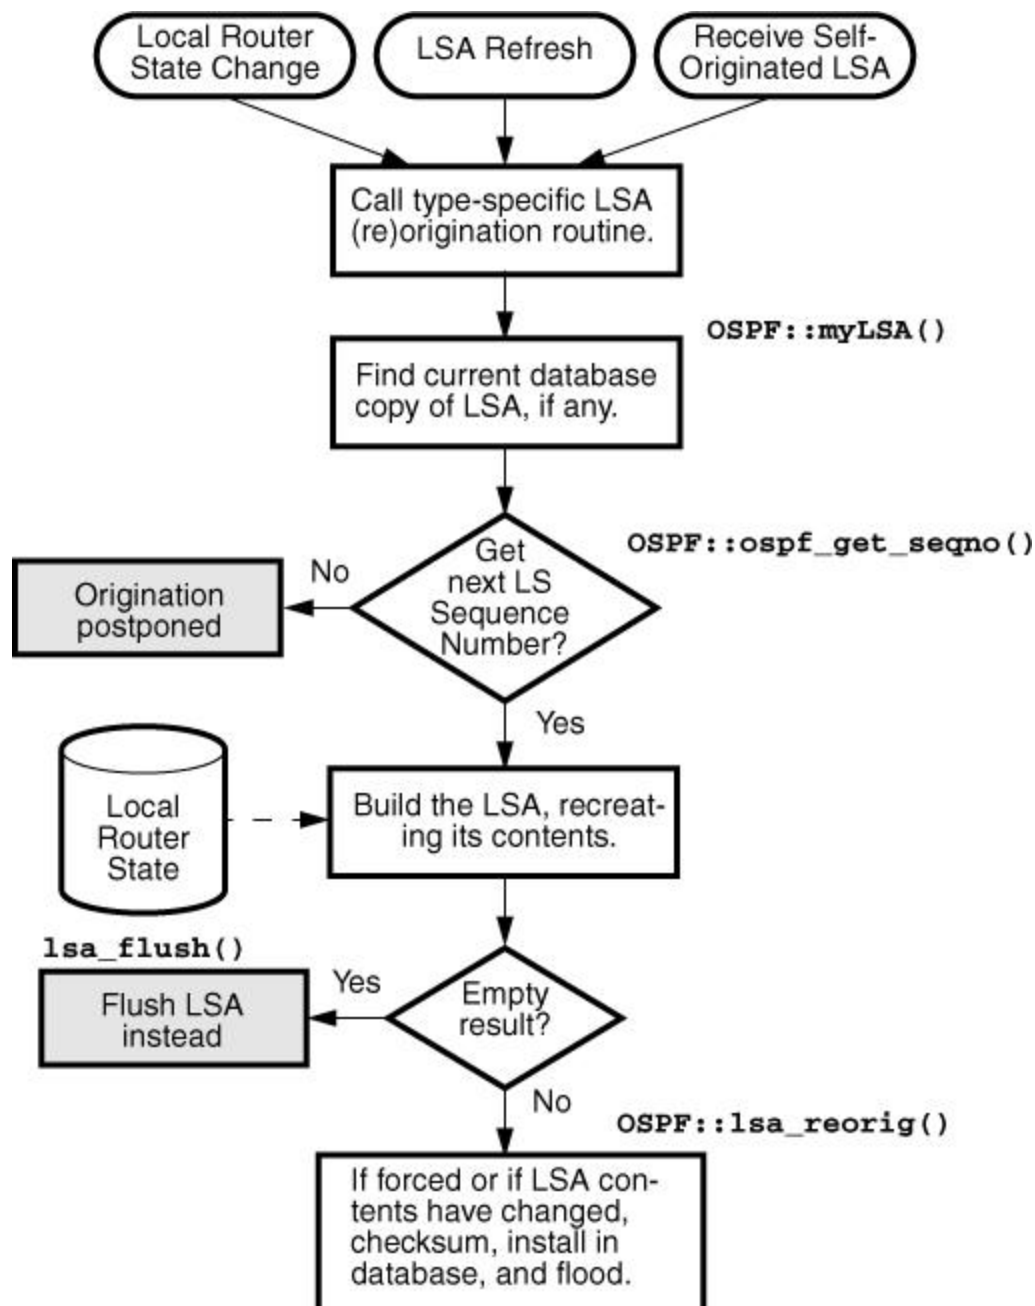 Local Router
State Change
LSA Refresh
Receive Self-
Originated LSA
Call type-specific LSA
(re)origination routine.
OSPF::myLSA()
Find current database
copy of LSA, if any.
OSPF::ospf_get_seqno()
Get
next LS
Sequence
Number?
No
Origination
postponed
Yes
Local
Router
State
Build the LSA, recreat-
ing its contents.
lsa_flush()
Yes
Flush LSA
instead
Empty
result?
No
OSPF::lsa_reorig()
If forced or if LSA con-
tents have changed,
checksum, install in
database, and flood.